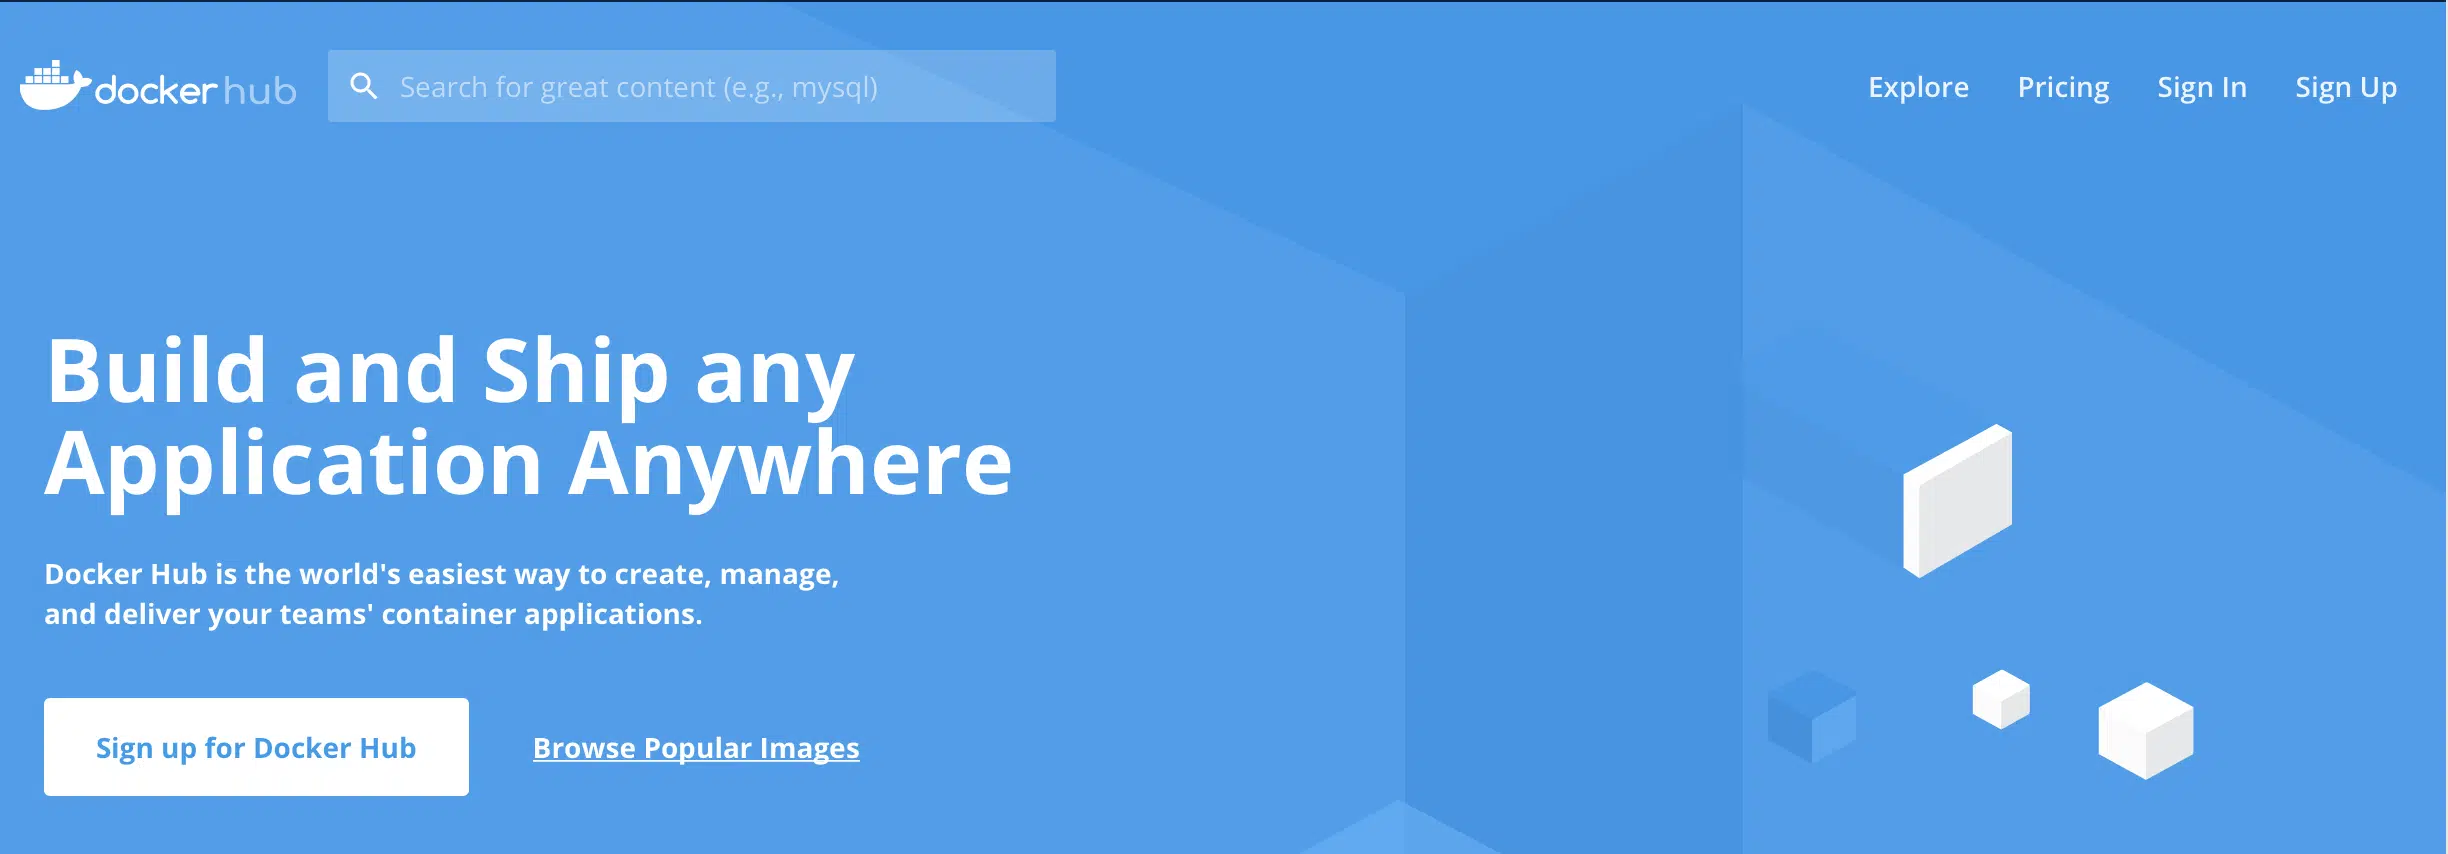 docker hub
Search for great content (e.g., mysql)
Explore
Pricing
Sign In
Sign Up
Build and Ship any
Application Anywhere
Docker Hub is the world's easiest way to create, manage,
and deliver your teams' container applications.
Sign up for Docker Hub
Browse Popular Images